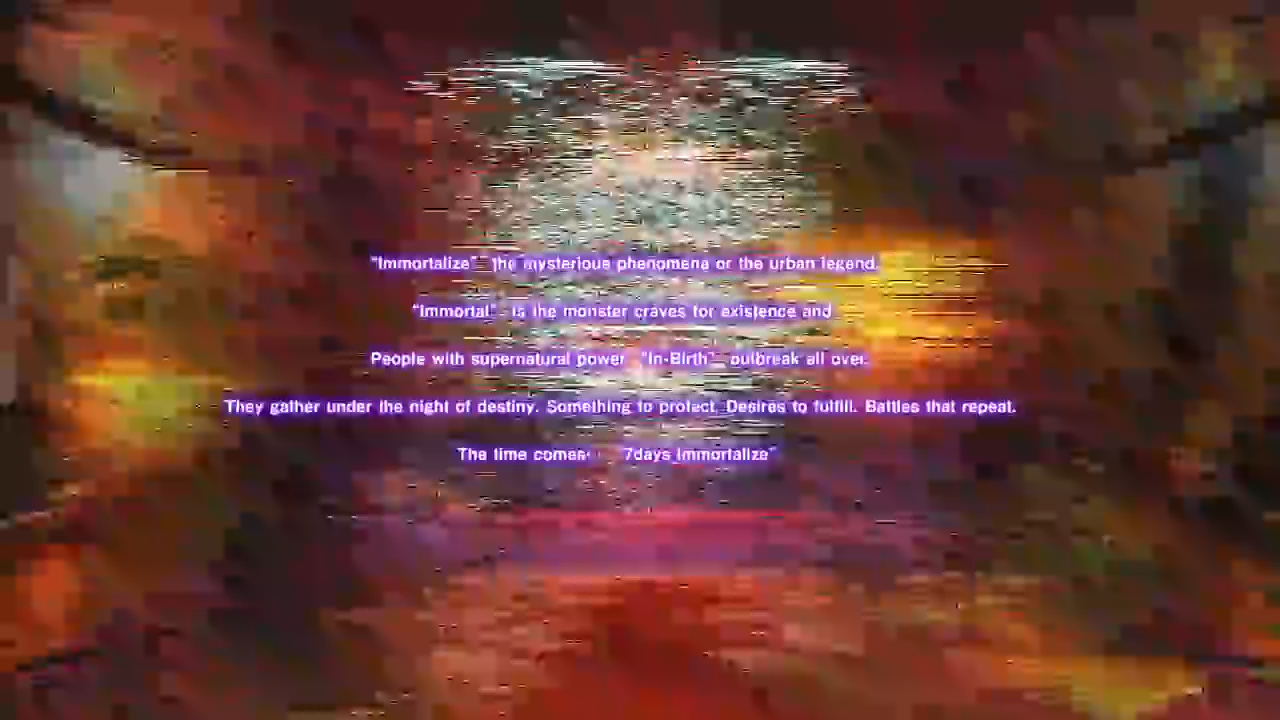 "Immortalize" the mysterious phenomena or the urban legend.
"Immortal" is the monster craves for existence and
People with supernatural power "In-Birth" outbreak all over.
They gather under the night of destiny. Something to protect, Desires to fulfill. Battles that repeat.
The time comes "7days Immortalize"